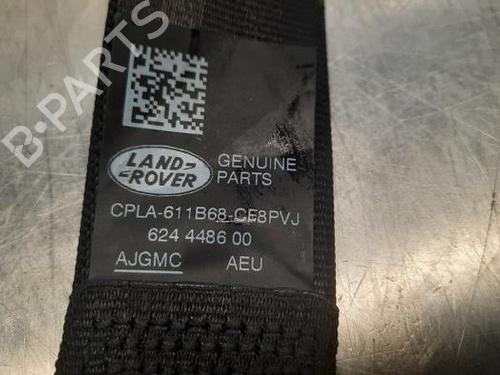 B-PARTS
LAND-
ROVER
GENUINE
PARTS
CPLA-611B68-CF8PVJ
624 4486 00
AJGMC AEU